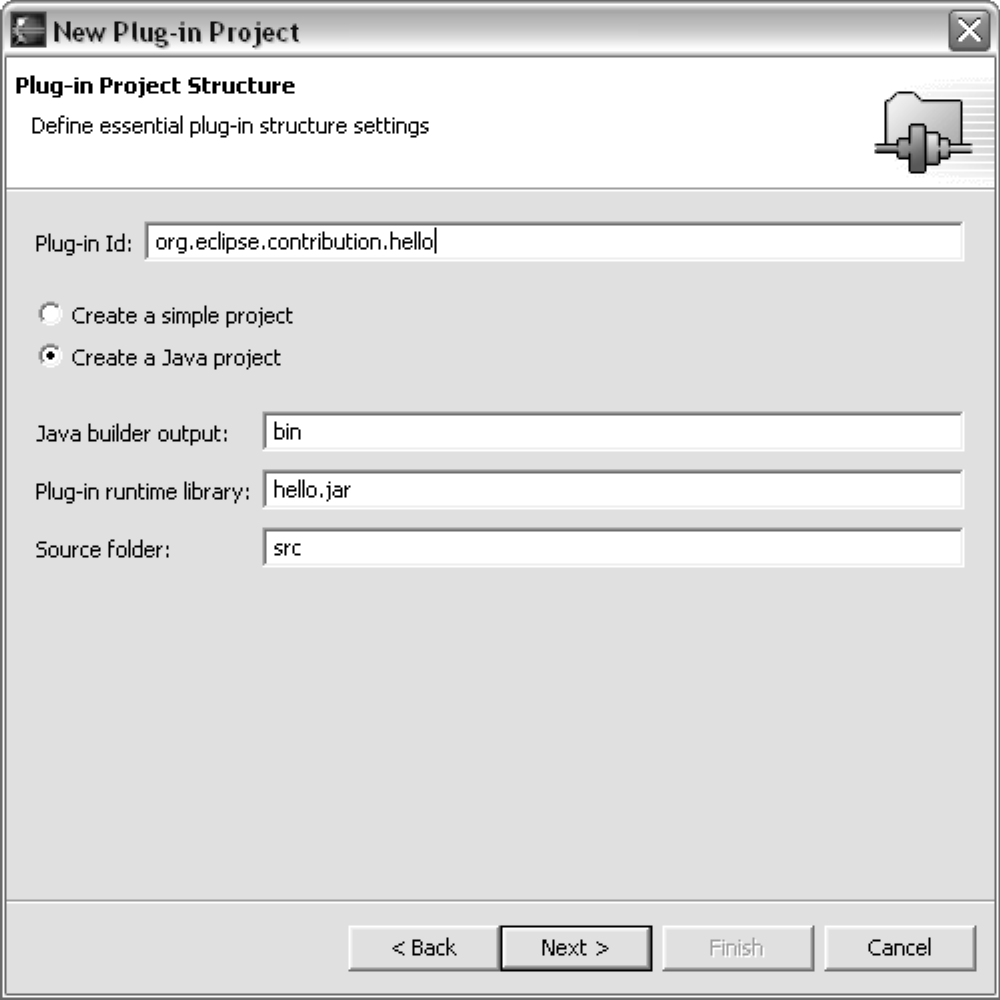 New Plug-in Project
Plug-in Project Structure
Define essential plug-in structure settings
Plug-in Id: org.eclipse.contribution.hello
Create a simple project
Create a Java project
Java builder output: bin
Plug-in runtime library: hello.jar
Source folder: src
< Back Next > Finish Cancel